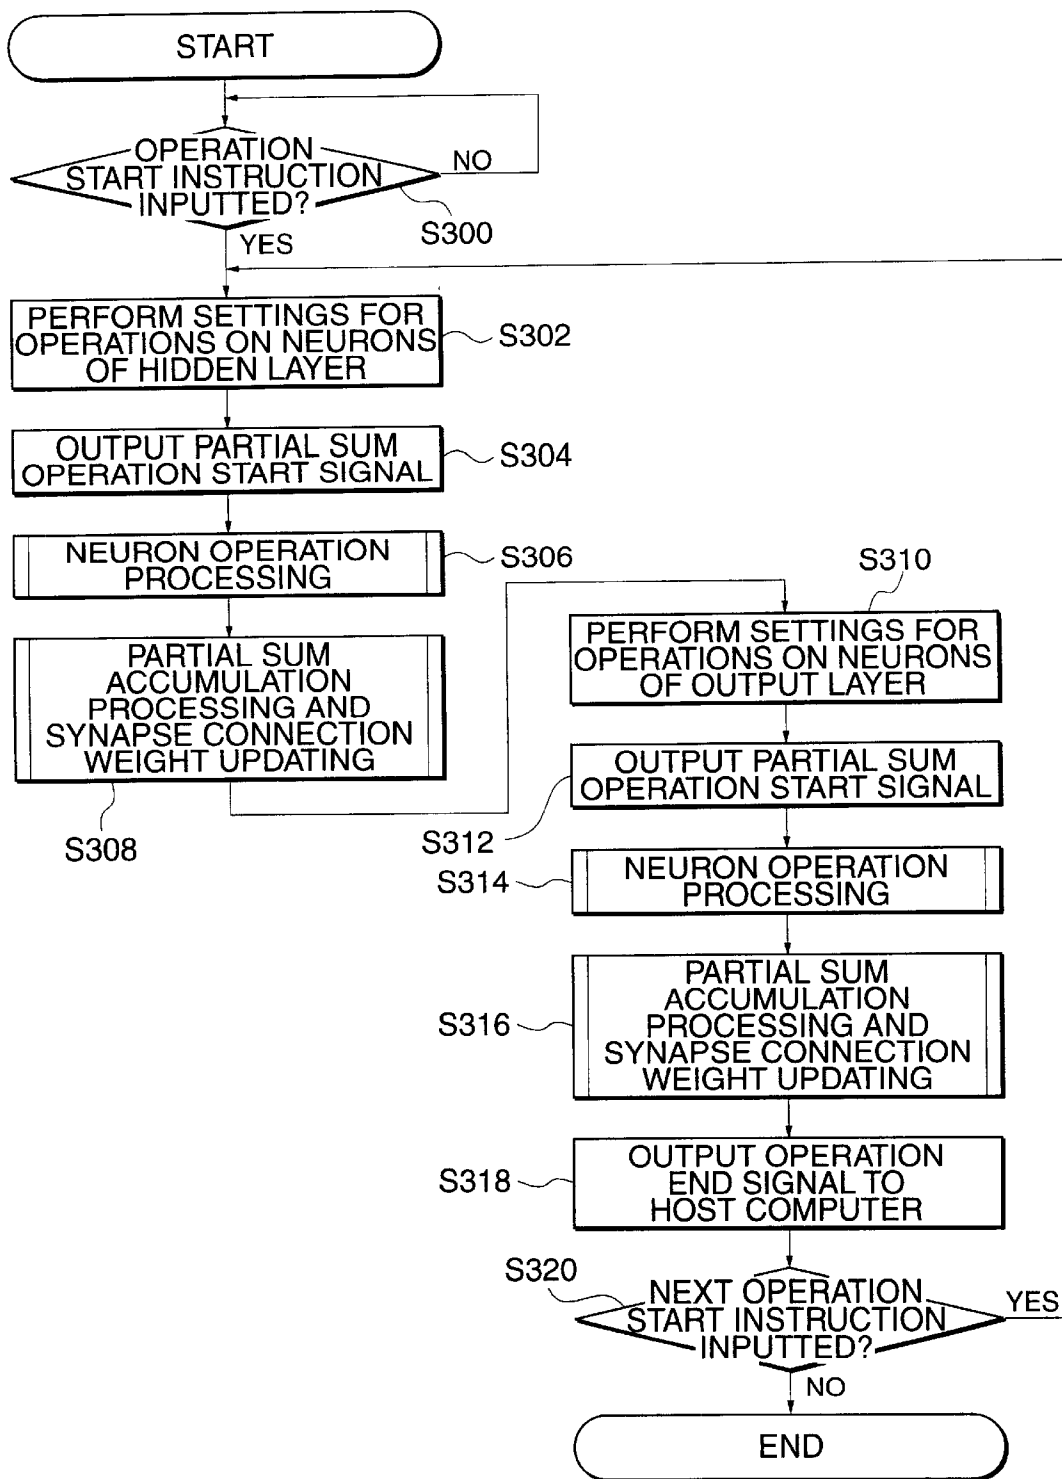 START
OPERATION
START INSTRUCTION
INPUTTED?
NO
S300
YES
PERFORM SETTINGS FOR
OPERATIONS ON NEURONS
OF HIDDEN LAYER
S302
OUTPUT PARTIAL SUM
OPERATION START SIGNAL
S304
NEURON OPERATION
PROCESSING
S306
PARTIAL SUM
ACCUMULATION
PROCESSING AND
SYNAPSE CONNECTION
WEIGHT UPDATING
S308
S310
PERFORM SETTINGS FOR
OPERATIONS ON NEURONS
OF OUTPUT LAYER
OUTPUT PARTIAL SUM
OPERATION START SIGNAL
S312
NEURON OPERATION
PROCESSING
S314
PARTIAL SUM
ACCUMULATION
PROCESSING AND
SYNAPSE CONNECTION
WEIGHT UPDATING
S316
OUTPUT OPERATION
END SIGNAL TO
HOST COMPUTER
S318
S320
NEXT OPERATION
START INSTRUCTION
INPUTTED?
YES
NO
END